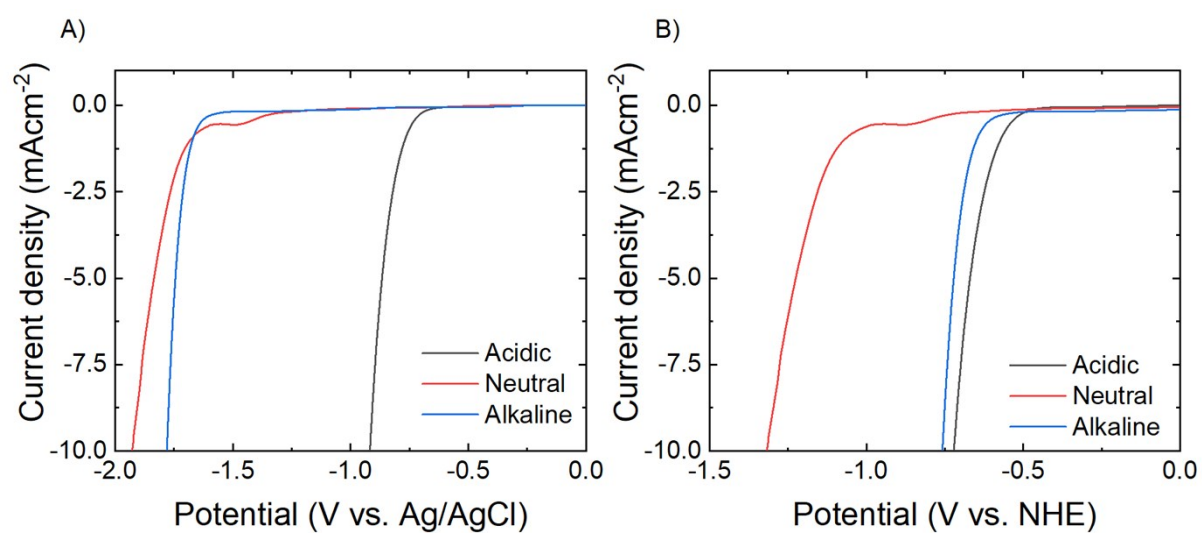 A)
Current density (mAcm⁻²)
0.0
-2.5
-5.0
-7.5
-10.0
-2.0
-1.5
-1.0
-0.5
0.0
Acidic
Neutral
Alkaline
Potential (V vs. Ag/AgCl)
B)
Current density (mAcm⁻²)
0.0
-2.5
-5.0
-7.5
-10.0
-1.5
-1.0
-0.5
0.0
Acidic
Neutral
Alkaline
Potential (V vs. NHE)